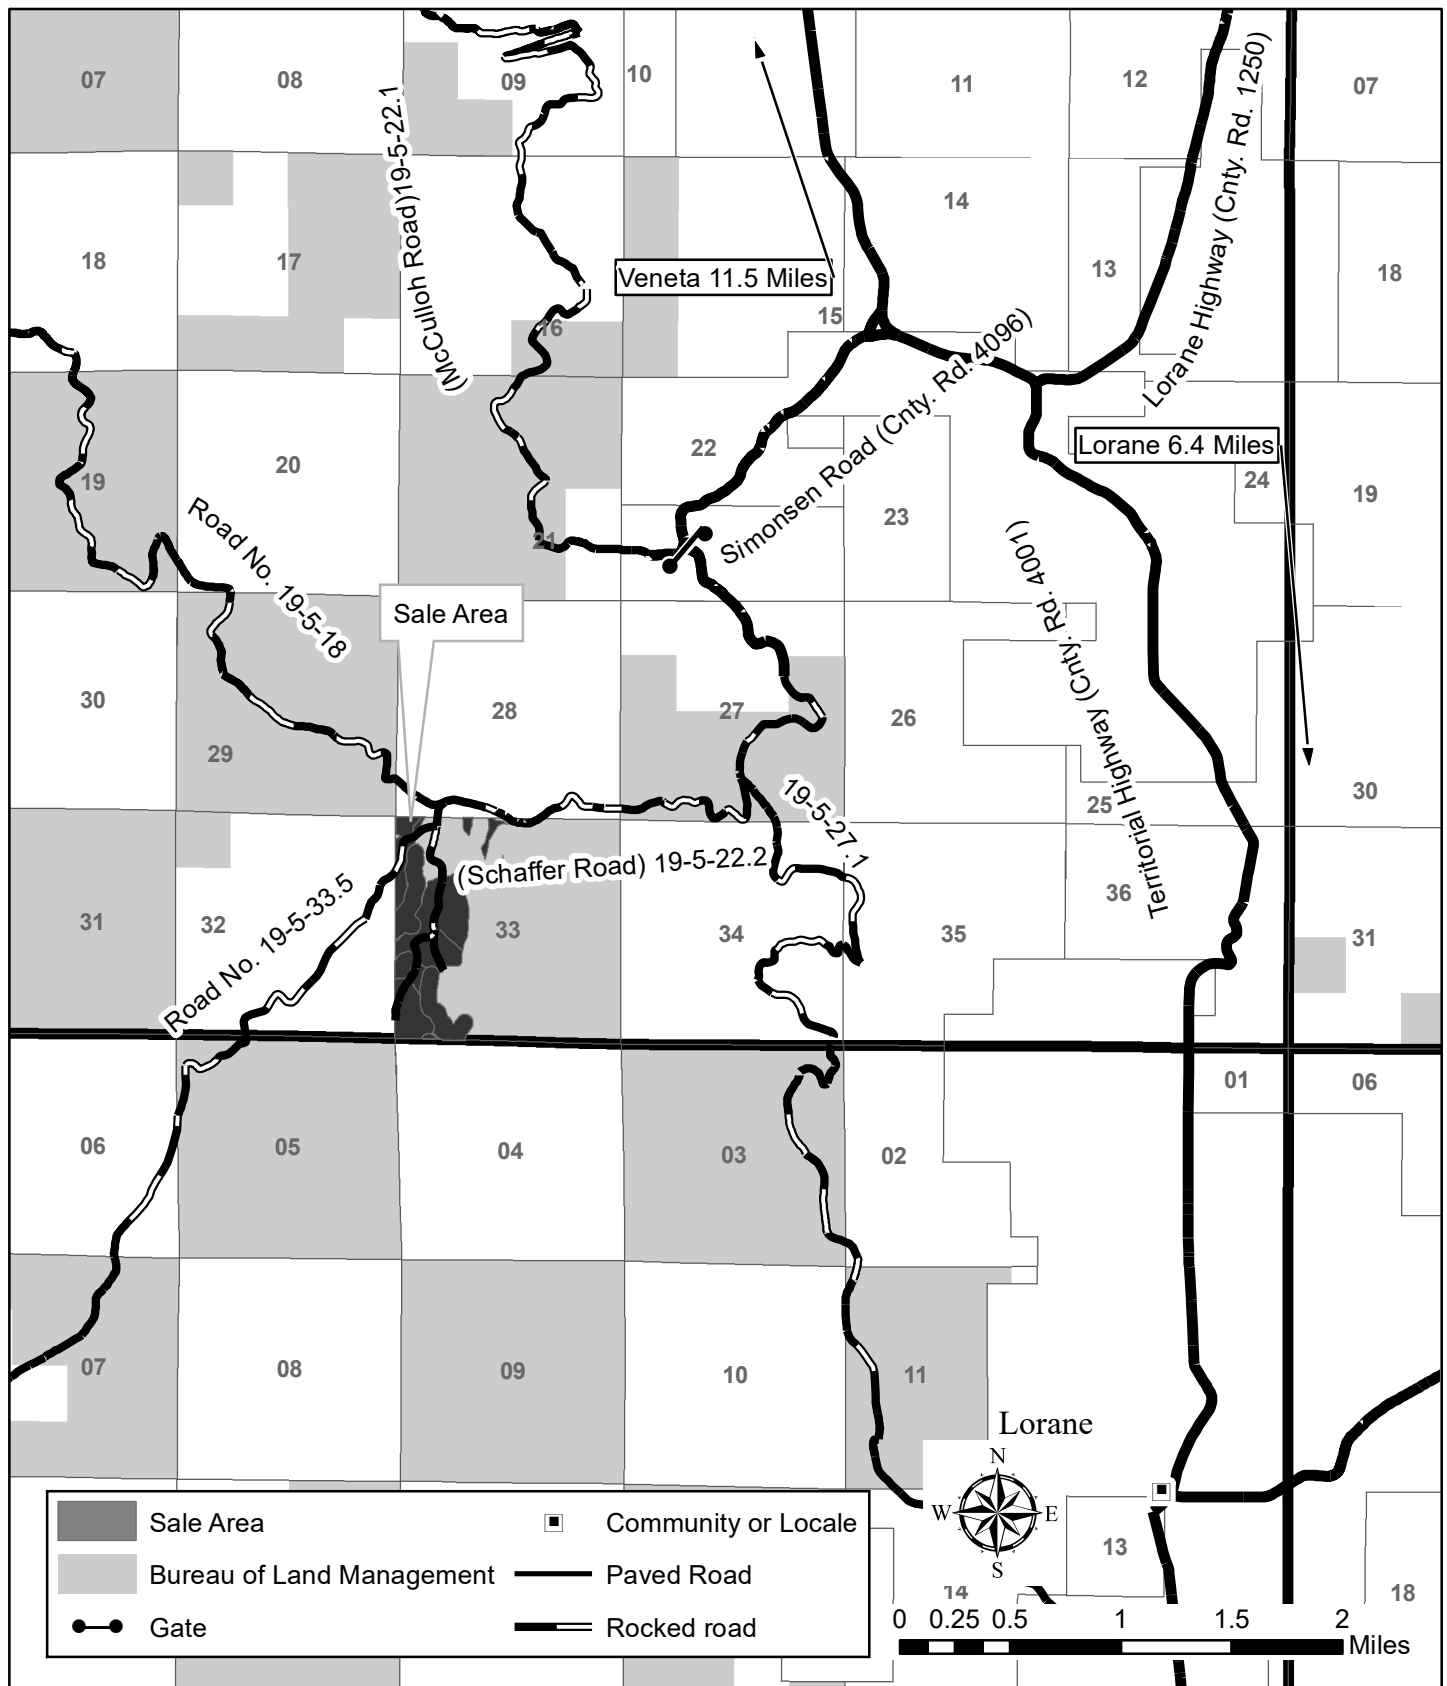 07
08
09
10
11
12
07
(McCulloh Road)19-5-22.1
Lorane Highway (Cnty. Rd. 1250)
18
17
16
Veneta 11.5 Miles
15
14
13
18
19
20
21
22
Simonsen Road (Cnty. Rd. 4096)
23
Lorane 6.4 Miles
24
19
Road No. 19-5-18
Sale Area
30
29
28
27
26
Territorial Highway (Cnty. Rd. 4001)
25
30
19-5-27.1
(Schaffer Road) 19-5-22.2
Road No. 19-5-33.5
31
32
33
34
35
36
31
06
05
04
03
02
01
06
07
08
09
10
11
Lorane
N
W
E
S
14
13
18
Sale Area
Community or Locale
Bureau of Land Management
Paved Road
Gate
Rocked road
0 0.25 0.5 1 1.5 2
Miles